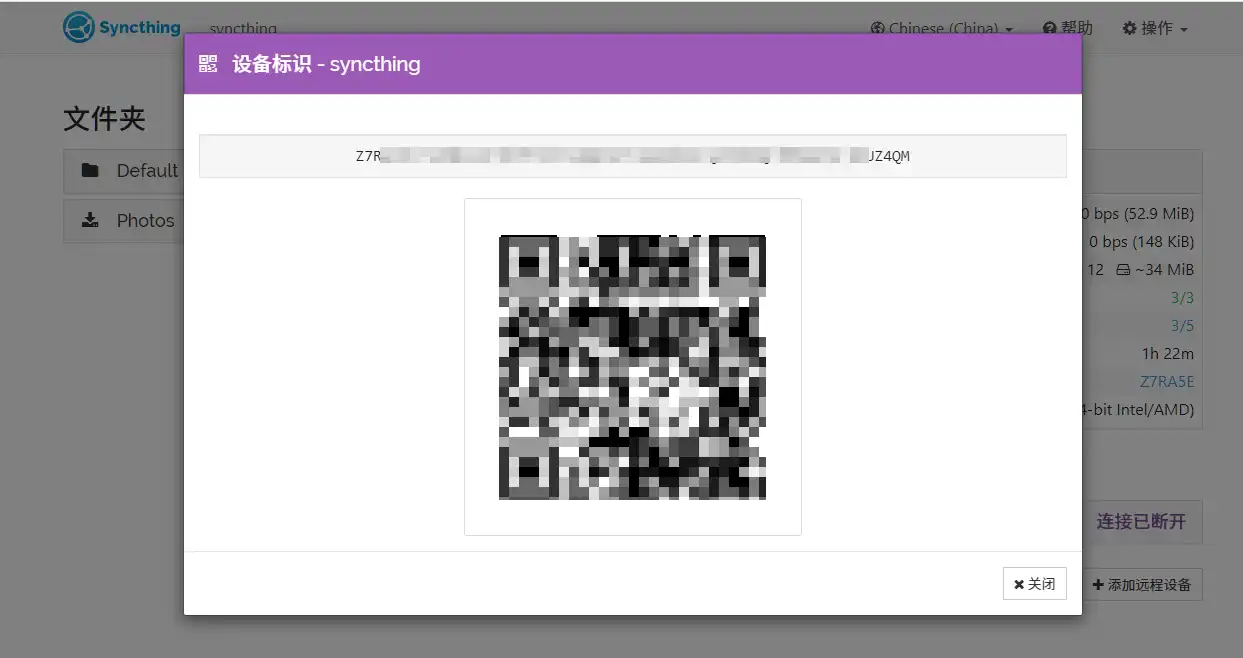 Syncthing
syncthing
Chinese (China)
帮助
操作
设备标识 - syncthing
文件夹
Default
Photos
Z7R
JZ4QM
0 bps (52.9 MiB)
0 bps (148 KiB)
12 ~34 MiB
3/3
3/5
1h 22m
Z7RA5E
4-bit Intel/AMD)
连接已断开
关闭
添加远程设备